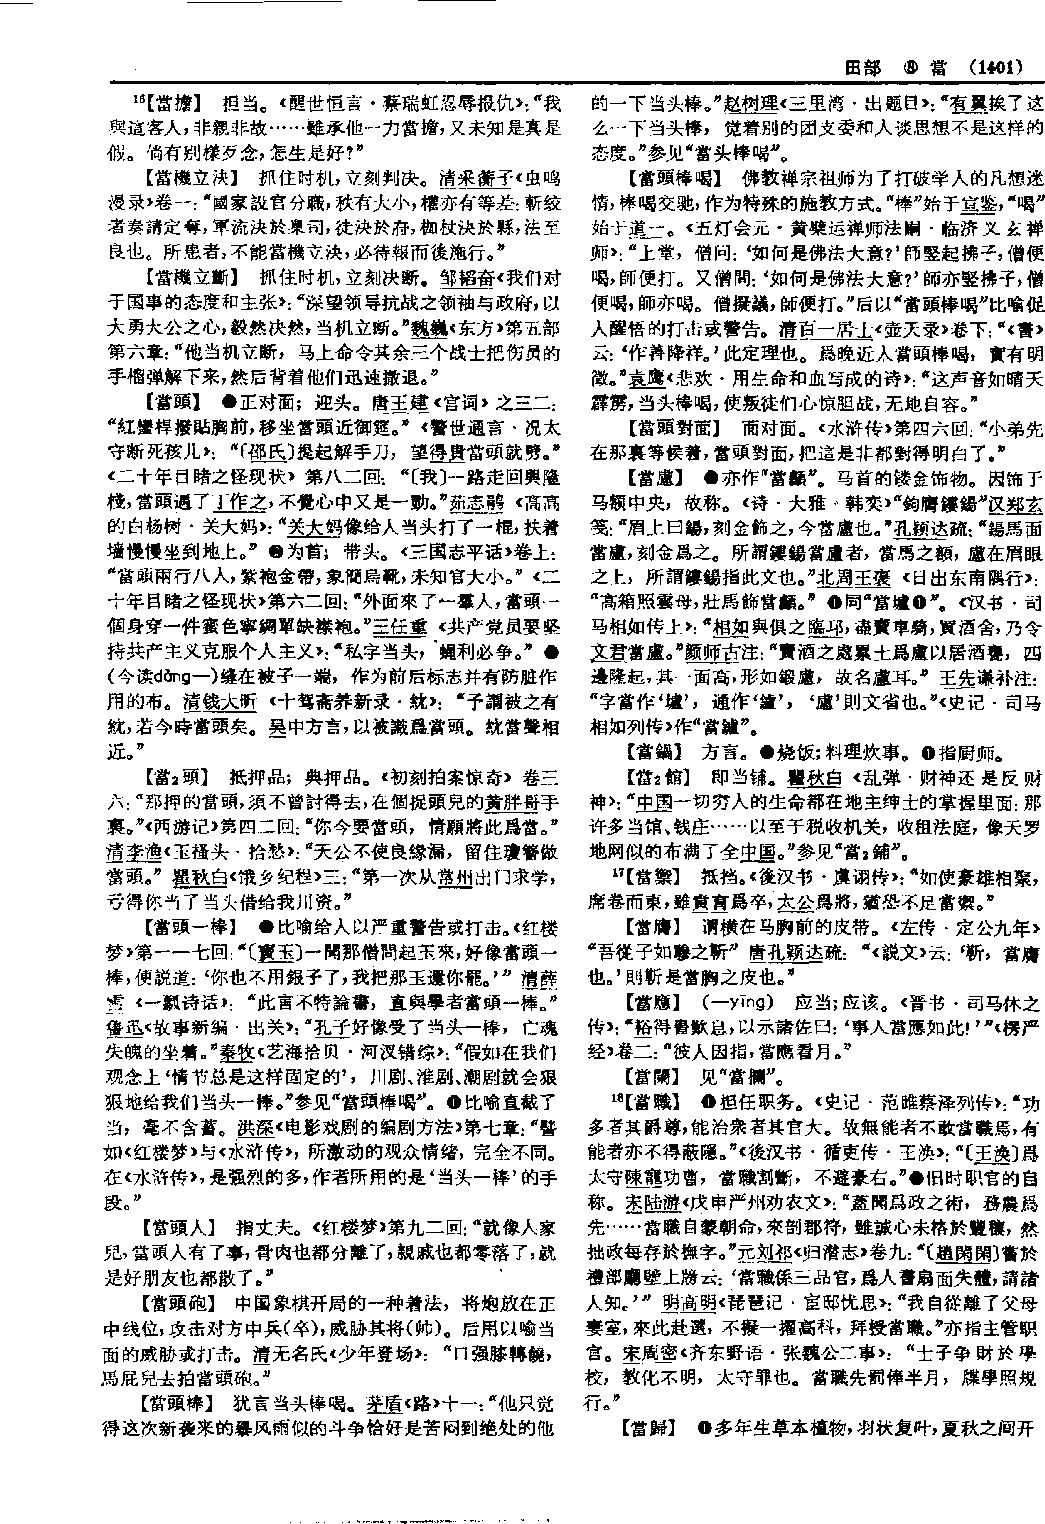 田部 ⑧ 當 （1401）
¹⁶【當擔】 担当。《醒世恒言·蔡瑞虹忍辱报仇》：“我
與這客人，非親非故……雖承他一力當擔，又未知是真是
假。倘有别樣歹念，怎生是好？”
【當機立决】 抓住时机，立刻判决。清采蘅子《虫鸣
漫录》卷一：“國家設官分職，秩有大小，權亦有等差：斬絞
者奏請定奪，軍流決於臬司，徒決於府，枷杖決於縣，法至
良也。所患者，不能當機立決，必待報而後施行。”
【當機立斷】 抓住时机，立刻决断。邹韬奋《我们对
于国事的态度和主张》：“深望领导抗战之领袖与政府，以
大勇大公之心，毅然决然，当机立断。”魏巍《东方》第五部
第六章：“他当机立断，马上命令其余三个战士把伤员的
手榴弹解下来，然后背着他们迅速撤退。”
【當頭】 ●正对面；迎头。唐王建《宫词》之三二：
“紅蠻桿撥貼胸前，移坐當頭近御筵。”《警世通言·况太
守断死孩儿》：“〔邵氏〕提起解手刀，望得貴當頭就劈。”
《二十年目睹之怪现状》第八二回：“〔我〕一路走回興隆
棧，當頭遇了丁作之，不覺心中又是一動。”茹志鹃《高高
的白杨树·关大妈》：“关大妈像给人当头打了一棍，扶着
墙慢慢坐到地上。”❷为首；带头。《三国志平话》卷上：
“當頭兩行八人，紫袍金帶，象簡烏靴，未知官大小。”《二
十年目睹之怪现状》第六二回：“外面來了一羣人，當頭一
個身穿一件蜜色寧綢單缺襟袍。”王任重《共产党员要坚
持共产主义克服个人主义》：“私字当头，蝇利必争。”●
（今读dāng—）缝在被子一端，作为前后标志并有防脏作
用的布。清钱大昕《十驾斋养新录·紞》：“予謂被之有
紞，若今時當頭矣。吴中方言，以被識爲當頭。紞當聲相
近。”
【當₂頭】 抵押品；典押品。《初刻拍案惊奇》卷三
六：“那押的當頭，須不曾討得去，在個捉頭兒的黄胖哥手
裏。”《西游记》第四二回：“你今要當頭，情願將此爲當。”
清李渔《玉搔头·拾愁》：“天公不使良缘漏，留住瓊簪做
當頭。”瞿秋白《俄乡纪程》三：“第一次从常州出门求学，
亏得你当了当头借给我川资。”
【當頭一棒】 ●比喻给人以严重警告或打击。《红楼
梦》第一一七回：“〔寳玉〕一聞那僧問起玉來，好像當頭一
棒，便説道：‘你也不用銀子了，我把那玉還你罷。’”清薛
雪《一瓢诗话》：“此言不特論書，直與學者當頭一棒。”
鲁迅《故事新编·出关》：“孔子好像受了当头一棒，亡魂
失魄的坐着。”秦牧《艺海拾贝·河汉错综》：“假如在我们
观念上‘情节总是这样固定的’，川剧、淮剧、潮剧就会狠
狠地给我们当头一棒。”参见“當頭棒喝”。❶比喻直截了
当，毫不含蓄。洪深《电影戏剧的编剧方法》第七章：“譬
如《红楼梦》与《水浒传》，所激动的观众情绪，完全不同。
在《水浒传》，是强烈的多，作者所用的是‘当头一棒’的手
段。”
【當頭人】 指丈夫。《红楼梦》第九二回：“就像人家
兒，當頭人有了事，骨肉也都分離了，親戚也都零落了，就
是好朋友也都散了。”
【當頭砲】 中国象棋开局的一种着法，将炮放在正
中线位，攻击对方中兵（卒），威胁其将（帅）。后用以喻当
面的威胁或打击。清无名氏《少年登场》：“口强膝轉饒，
馬屁兒去拍當頭砲。”
【當頭棒】 犹言当头棒喝。茅盾《路》十一：“他只觉
得这次新袭来的暴风雨似的斗争恰好是苦闷到绝处的他
的一下当头棒。”赵树理《三里湾·出题目》：“有翼挨了这
么一下当头棒，觉着别的团支委和人谈思想不是这样的
态度。”参见“當头棒喝”。
【當頭棒喝】 佛教禅宗祖师为了打破学人的凡想迷
情，棒喝交驰，作为特殊的施教方式。“棒”始于宣鉴，“喝”
始于道一。《五灯会元·黄檗运禅师法嗣·临济义玄禅
师》：“上堂，僧问：‘如何是佛法大意？’師竪起拂子，僧便
喝，師便打。又僧問：‘如何是佛法大意？’師亦竪拂子，僧
便喝，師亦喝。僧擬議，師便打。”后以“當頭棒喝”比喻促
人醒悟的打击或警告。清百一居士《壶天录》卷下：“《書》
云：‘作善降祥。’此定理也。爲晚近人當頭棒喝，實有明
徵。”袁鹰《悲欢·用生命和血写成的诗》：“这声音如晴天
霹雳，当头棒喝，使叛徒们心惊胆战，无地自容。”
【當頭對面】 面对面。《水浒传》第四六回：“小弟先
在那裏等候着，當頭對面，把這是非都對得明白了。”
【當盧】 ●亦作“當顱”。马首的镂金饰物。因饰于
马额中央，故称。《诗·大雅·韩奕》“鉤膺鏤鍚”汉郑玄
笺：“眉上曰鍚，刻金飾之，今當盧也。”孔颖达疏：“鍚馬面
當盧，刻金爲之。所謂鏤鍚當盧者，當馬之額，盧在眉眼
之上，所謂鏤鍚指此文也。”北周王褒《日出东南隅行》：
“高箱照雲母，壯馬飾當顱。”❶同“當壚❶”。《汉书·司
马相如传上》：“相如與俱之臨邛，盡賣車騎，買酒舍，乃令
文君當盧。”颜师古注：“賣酒之處累土爲盧以居酒甕，四
邊隆起，其一面高，形如鍛盧，故名盧耳。”王先谦补注：
“字當作‘壚’，通作‘鑪’，‘盧’則文省也。”《史记·司马
相如列传》作“當鑪”。
【當鍋】 方言。●烧饭；料理炊事。❶指厨师。
【當₂館】 即当铺。瞿秋白《乱弹·财神还是反财
神》：“中国一切穷人的生命都在地主绅士的掌握里面：那
许多当馆、钱庄……以至于税收机关，收租法庭，像天罗
地网似的布满了全中国。”参见“當₂鋪”。
¹⁷【當禦】 抵挡。《後汉书·虞诩传》：“如使豪雄相聚，
席卷而東，雖賁育爲卒，太公爲將，猶恐不足當禦。”
【當膺】 谓横在马胸前的皮带。《左传·定公九年》
“吾從子如驂之靳”唐孔颖达疏：“《説文》云：‘靳，當膺
也。’則靳是當胸之皮也。”
【當應】 （—yīng） 应当；应该。《晋书·司马休之
传》：“裕得書歎息，以示諸佐曰：‘事人當應如此！’”《楞严
经》卷二：“彼人因指，當應看月。”
【當闌】 见“當攔”。
¹⁸【當職】 ❶担任职务。《史记·范雎蔡泽列传》：“功
多者其爵尊，能治衆者其官大。故無能者不敢當職焉，有
能者亦不得蔽隱。”《後汉书·循吏传·王涣》：“〔王涣〕爲
太守陳寵功曹，當職割斷，不避豪右。”●旧时职官的自
称。宋陆游《戊申严州劝农文》：“蓋聞爲政之術，務農爲
先……當職自蒙朝命，來剖郡符，雖誠心未格於豐穰，然
拙政每存於撫字。”元刘祁《归潜志》卷九：“〔趙閑閑〕嘗於
禮部廳壁上牓云：‘當職係三品官，爲人書扇面失體，請諸
人知。’”明高明《琵琶记·宦邸忧思》：“我自從離了父母
妻室，來此赴選，不擬一擢高科，拜授當職。”亦指主管职
官。宋周密《齐东野语·张魏公二事》：“士子争財於學
校，教化不明，太守罪也。當職先罰俸半月，牒學照規
行。”
【當歸】 ❶多年生草本植物，羽状复叶，夏秋之间开